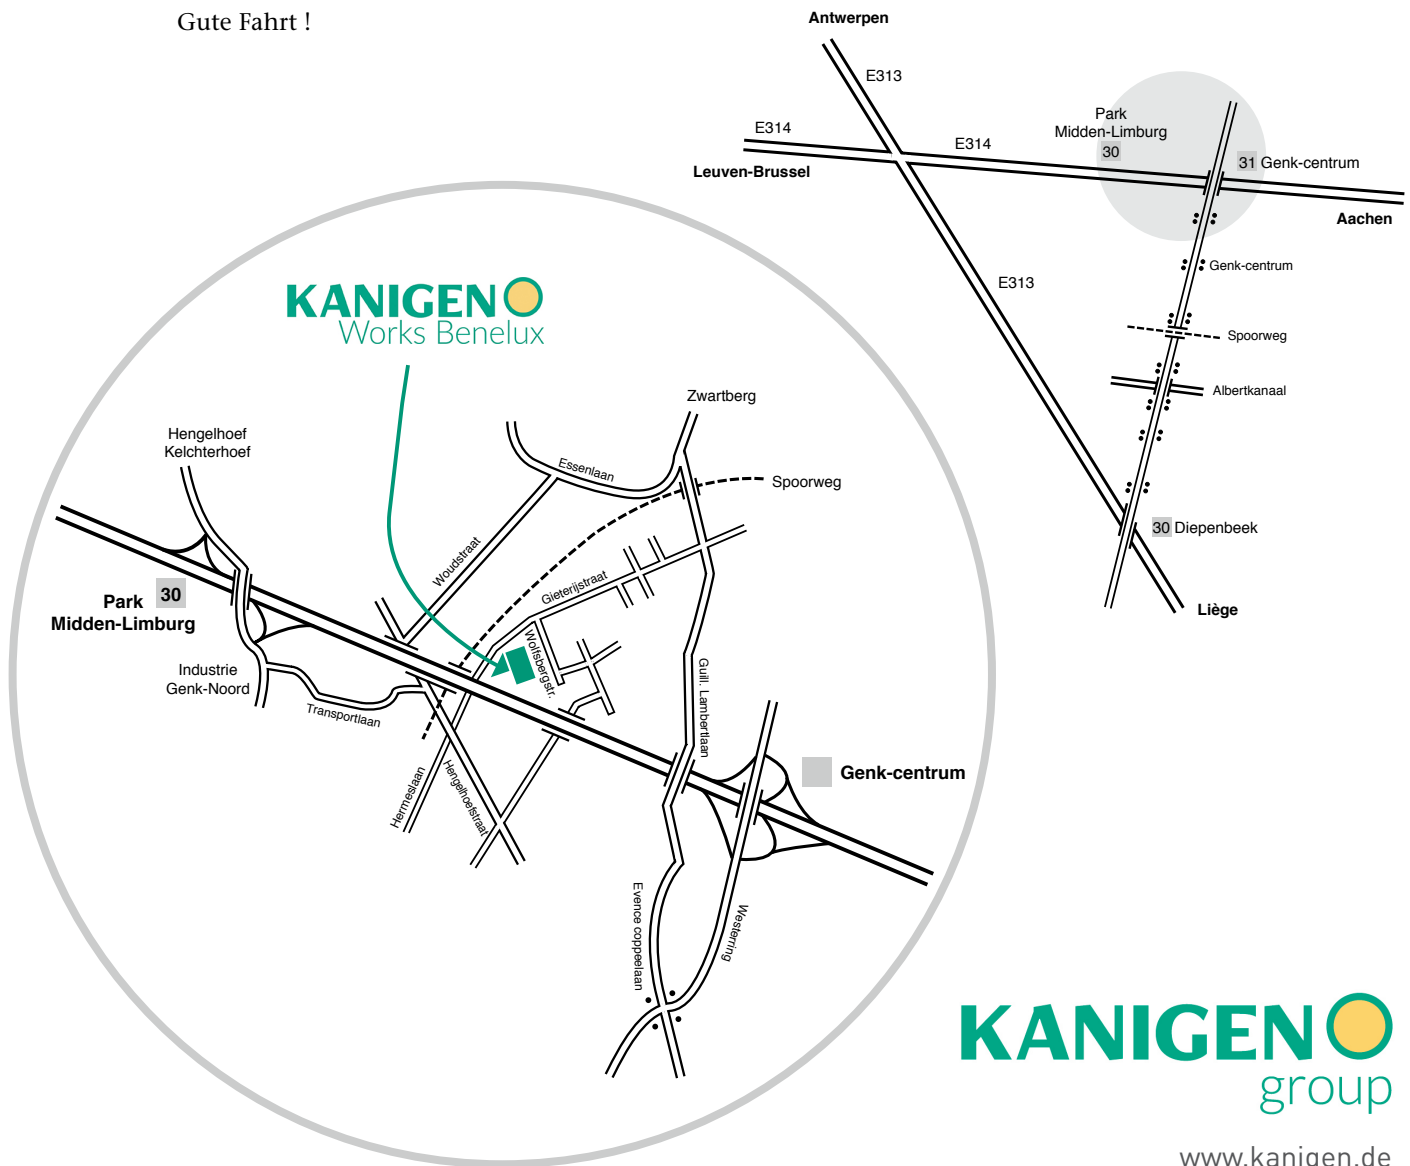 Gute Fahrt !
Antwerpen
E313
E314
E314
Leuven-Brussel
Park
Midden-Limburg
30
31 Genk-centrum
Aachen
E313
Genk-centrum
Spoorweg
Albertkanaal
30 Diepenbeek
Liège
KANIGEN
Works Benelux
Zwartberg
Hengelhoef
Kelchterhoef
Essenlaan
Spoorweg
Woudstraat
Gieterijstraat
Park 30
Midden-Limburg
Wolfsbergstr.
Industrie
Genk-Noord
Transportlaan
Guill. Lambertlaan
Hermeslaan
Hengelhoefstraat
Genk-centrum
Evence coppeelaan
Westerring
KANIGEN
group
www.kanigen.de